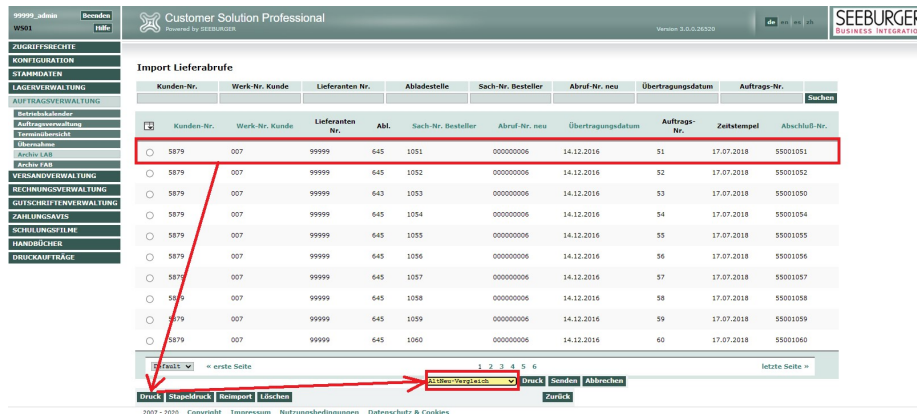 99999_admin Beenden
WS01 Hilfe
Customer Solution Professional
Powered by SEEBURGER
Version 3.0.0.26520
de en es zh
SEEBURGER
BUSINESS INTEGRATION
ZUGRIFFSRECHTE
KONFIGURATION
STAMMDATEN
LAGERVERWALTUNG
AUFTRAGSVERWALTUNG
Betriebskalender
Auftragsverwaltung
Terminübersicht
Übernahme
Archiv LAB
Archiv FAB
VERSANDVERWALTUNG
RECHNUNGSVERWALTUNG
GUTSCHRIFTENVERWALTUNG
ZAHLUNGSAVIS
SCHULUNGSFILME
HANDBÜCHER
DRUCKAUFTRÄGE
Import Lieferabrufe
Kunden-Nr. Werk-Nr. Kunde Lieferanten Nr. Abladestelle Sach-Nr. Besteller Abruf-Nr. neu Übertragungsdatum Auftrags-Nr.
Suchen
Kunden-Nr. Werk-Nr. Kunde Lieferanten Nr. Abl. Sach-Nr. Besteller Abruf-Nr. neu Übertragungsdatum Auftrags-Nr. Zeitstempel Abschluß-Nr.
5879 007 99999 645 1051 000000006 14.12.2016 51 17.07.2018 55001051
5879 007 99999 645 1052 000000006 14.12.2016 52 17.07.2018 55001052
5879 007 99999 643 1053 000000006 14.12.2016 53 17.07.2018 55001050
5879 007 99999 645 1054 000000006 14.12.2016 54 17.07.2018 55001054
5879 007 99999 645 1055 000000006 14.12.2016 55 17.07.2018 55001055
5879 007 99999 645 1056 000000006 14.12.2016 56 17.07.2018 55001056
5879 007 99999 645 1057 000000006 14.12.2016 57 17.07.2018 55001057
5879 007 99999 645 1058 000000006 14.12.2016 58 17.07.2018 55001058
5879 007 99999 645 1059 000000006 14.12.2016 59 17.07.2018 55001059
5879 007 99999 645 1060 000000006 14.12.2016 60 17.07.2018 55001060
Default « erste Seite 1 2 3 4 5 6 letzte Seite »
AltNeu-Vergleich Druck Senden Abbrechen
Druck Stapeldruck Reimport Löschen Zurück
2007 - 2020 Copyright Impressum Nutzungsbedingungen Datenschutz & Cookies